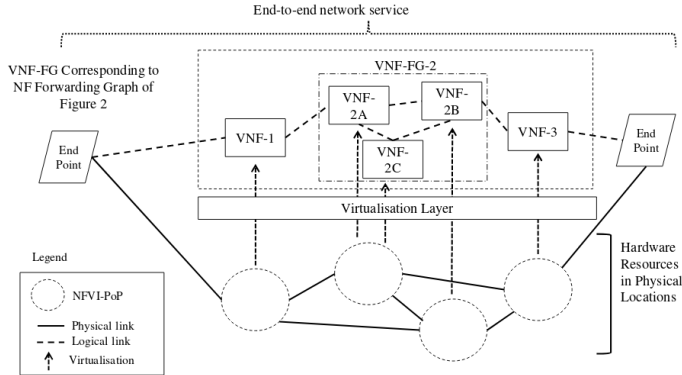 End-to-end network service
VNF-FG Corresponding to
NF Forwarding Graph of
Figure 2
VNF-FG-2
VNF-
2A
VNF-
2B
VNF-1
VNF-
2C
VNF-3
End
Point
End
Point
Virtualisation Layer
Legend
NFVI-PoP
Physical link
Logical link
Virtualisation
Hardware
Resources
in Physical
Locations